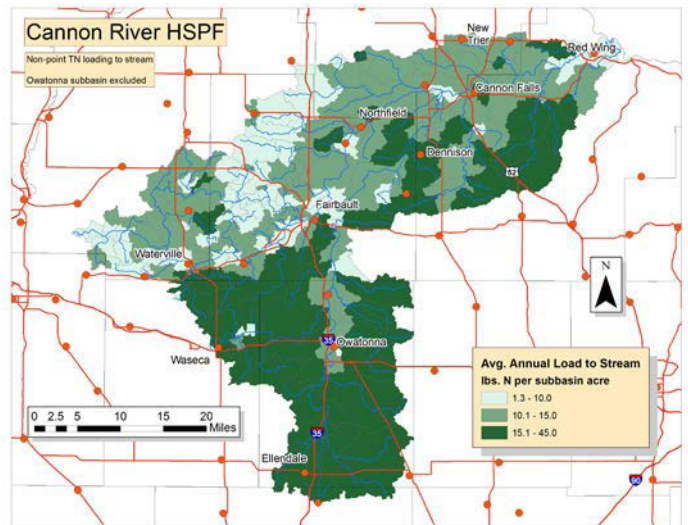 Cannon River HSPF
Non-point TN loading to stream
Owatonna subbasin excluded
New
Trier
Red Wing
Cannon Falls
Northfield
Dennison
52
Fairbault
Waterville
N
Owatonna
35
Waseca
Avg. Annual Load to Stream
lbs. N per subbasin acre
1.3 - 10.0
10.1 - 15.0
15.1 - 45.0
0 2.5 5 10 15 20
Miles
35
Ellendale
90